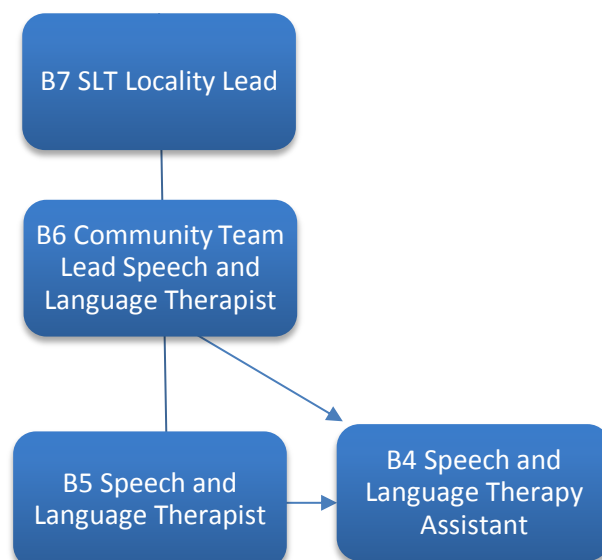 B7 SLT Locality Lead
B6 Community Team
Lead Speech and
Language Therapist
B5 Speech and
Language Therapist
B4 Speech and
Language Therapy
Assistant